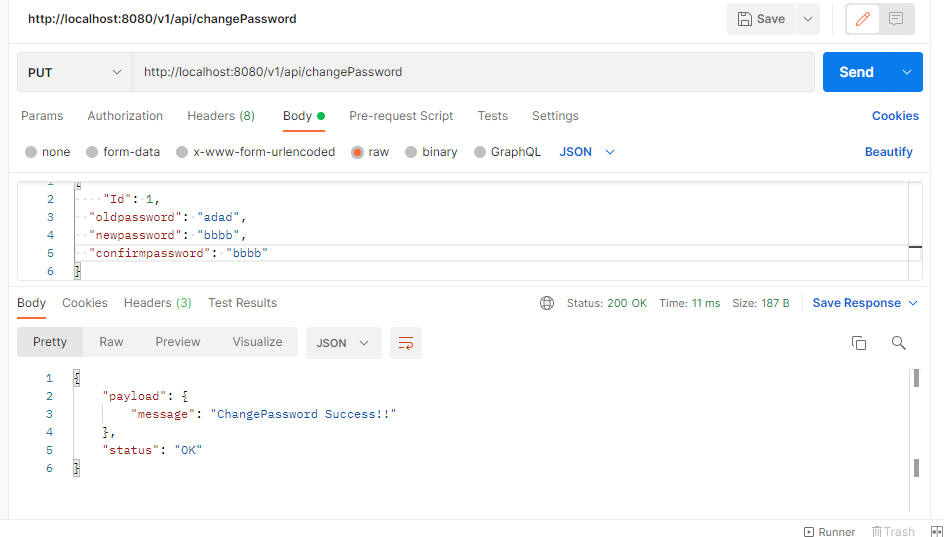 http://localhost:8080/v1/api/changePassword
Save
PUT
http://localhost:8080/v1/api/changePassword
Send
Params Authorization Headers (8) Body Pre-request Script Tests Settings Cookies
none form-data x-www-form-urlencoded raw binary GraphQL JSON Beautify
1 {
2 "Id": 1,
3 "oldpassword": "adad",
4 "newpassword": "bbbb",
5 "confirmpassword": "bbbb"
6 }
Body Cookies Headers (3) Test Results Status: 200 OK Time: 11 ms Size: 187 B Save Response
Pretty Raw Preview Visualize JSON
1 {
2 "payload": {
3 "message": "ChangePassword Success!!"
4 },
5 "status": "OK"
6 }
Runner Trash